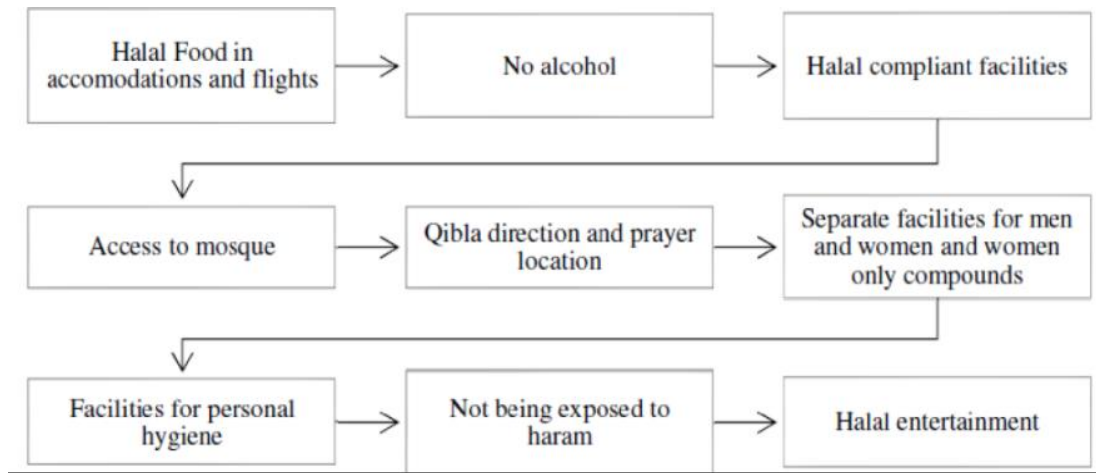 Halal Food in
accomodations and flights
No alcohol
Halal compliant facilities
Access to mosque
Qibla direction and prayer
location
Separate facilities for men
and women and women
only compounds
Facilities for personal
hygiene
Not being exposed to
haram
Halal entertainment